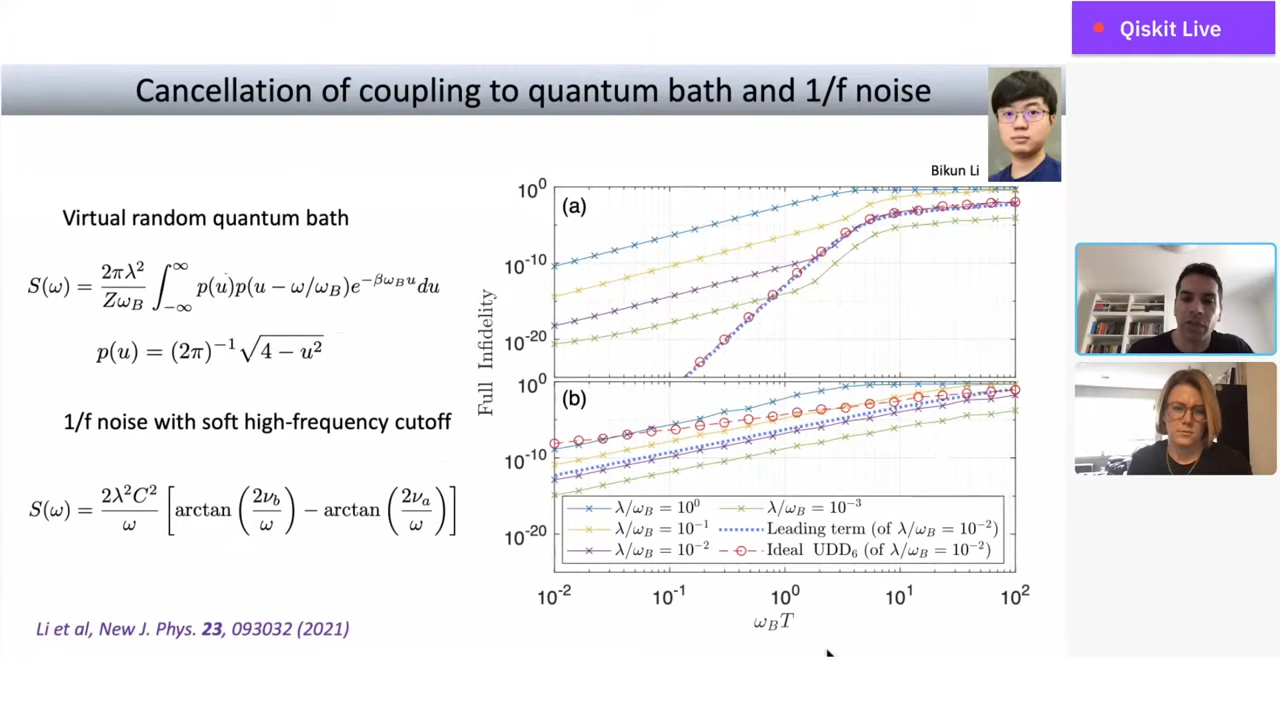 Qiskit Live
Cancellation of coupling to quantum bath and 1/f noise
Bikun Li
Virtual random quantum bath
S(ω) = \frac{2πλ²}{Zω_B} ∫_{-∞}^{∞} p(u)p(u − ω/ω_B)e^{−βω_B u}du
p(u) = (2π)^{−1}√(4 − u²)
1/f noise with soft high-frequency cutoff
S(ω) = \frac{2λ²C²}{ω} [arctan(\frac{2ν_b}{ω}) − arctan(\frac{2ν_a}{ω})]
Li et al, New J. Phys. 23, 093032 (2021)
Full Infidelity
(a)
10^0
10^{-10}
10^{-20}
(b)
10^0
10^{-10}
10^{-20}
λ/ω_B = 10^0
λ/ω_B = 10^{-1}
λ/ω_B = 10^{-2}
λ/ω_B = 10^{-3}
Leading term (of λ/ω_B = 10^{-2})
Ideal UDD_6 (of λ/ω_B = 10^{-2})
10^{-2} 10^{-1} 10^0 10^1 10^2
ω_B T